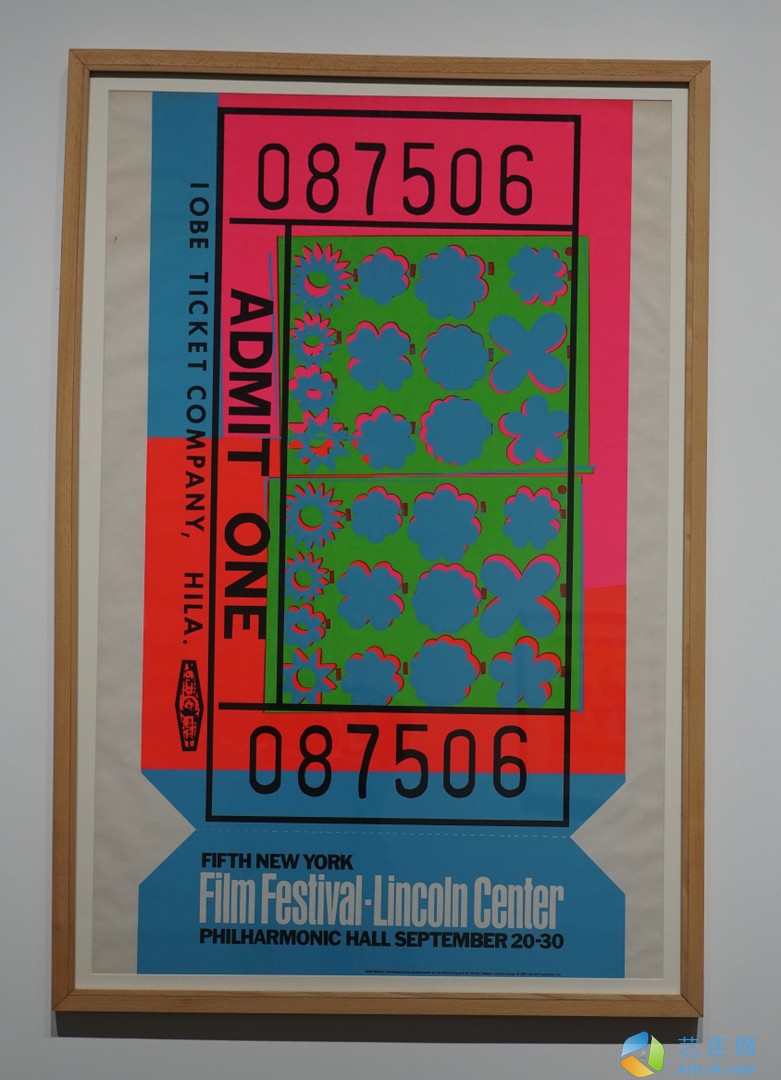 087506
IOBE TICKET COMPANY, HILA.
ADMIT ONE
087506
FIFTH NEW YORK
Film Festival-Lincoln Center
PHILHARMONIC HALL SEPTEMBER 20-30
艺连网